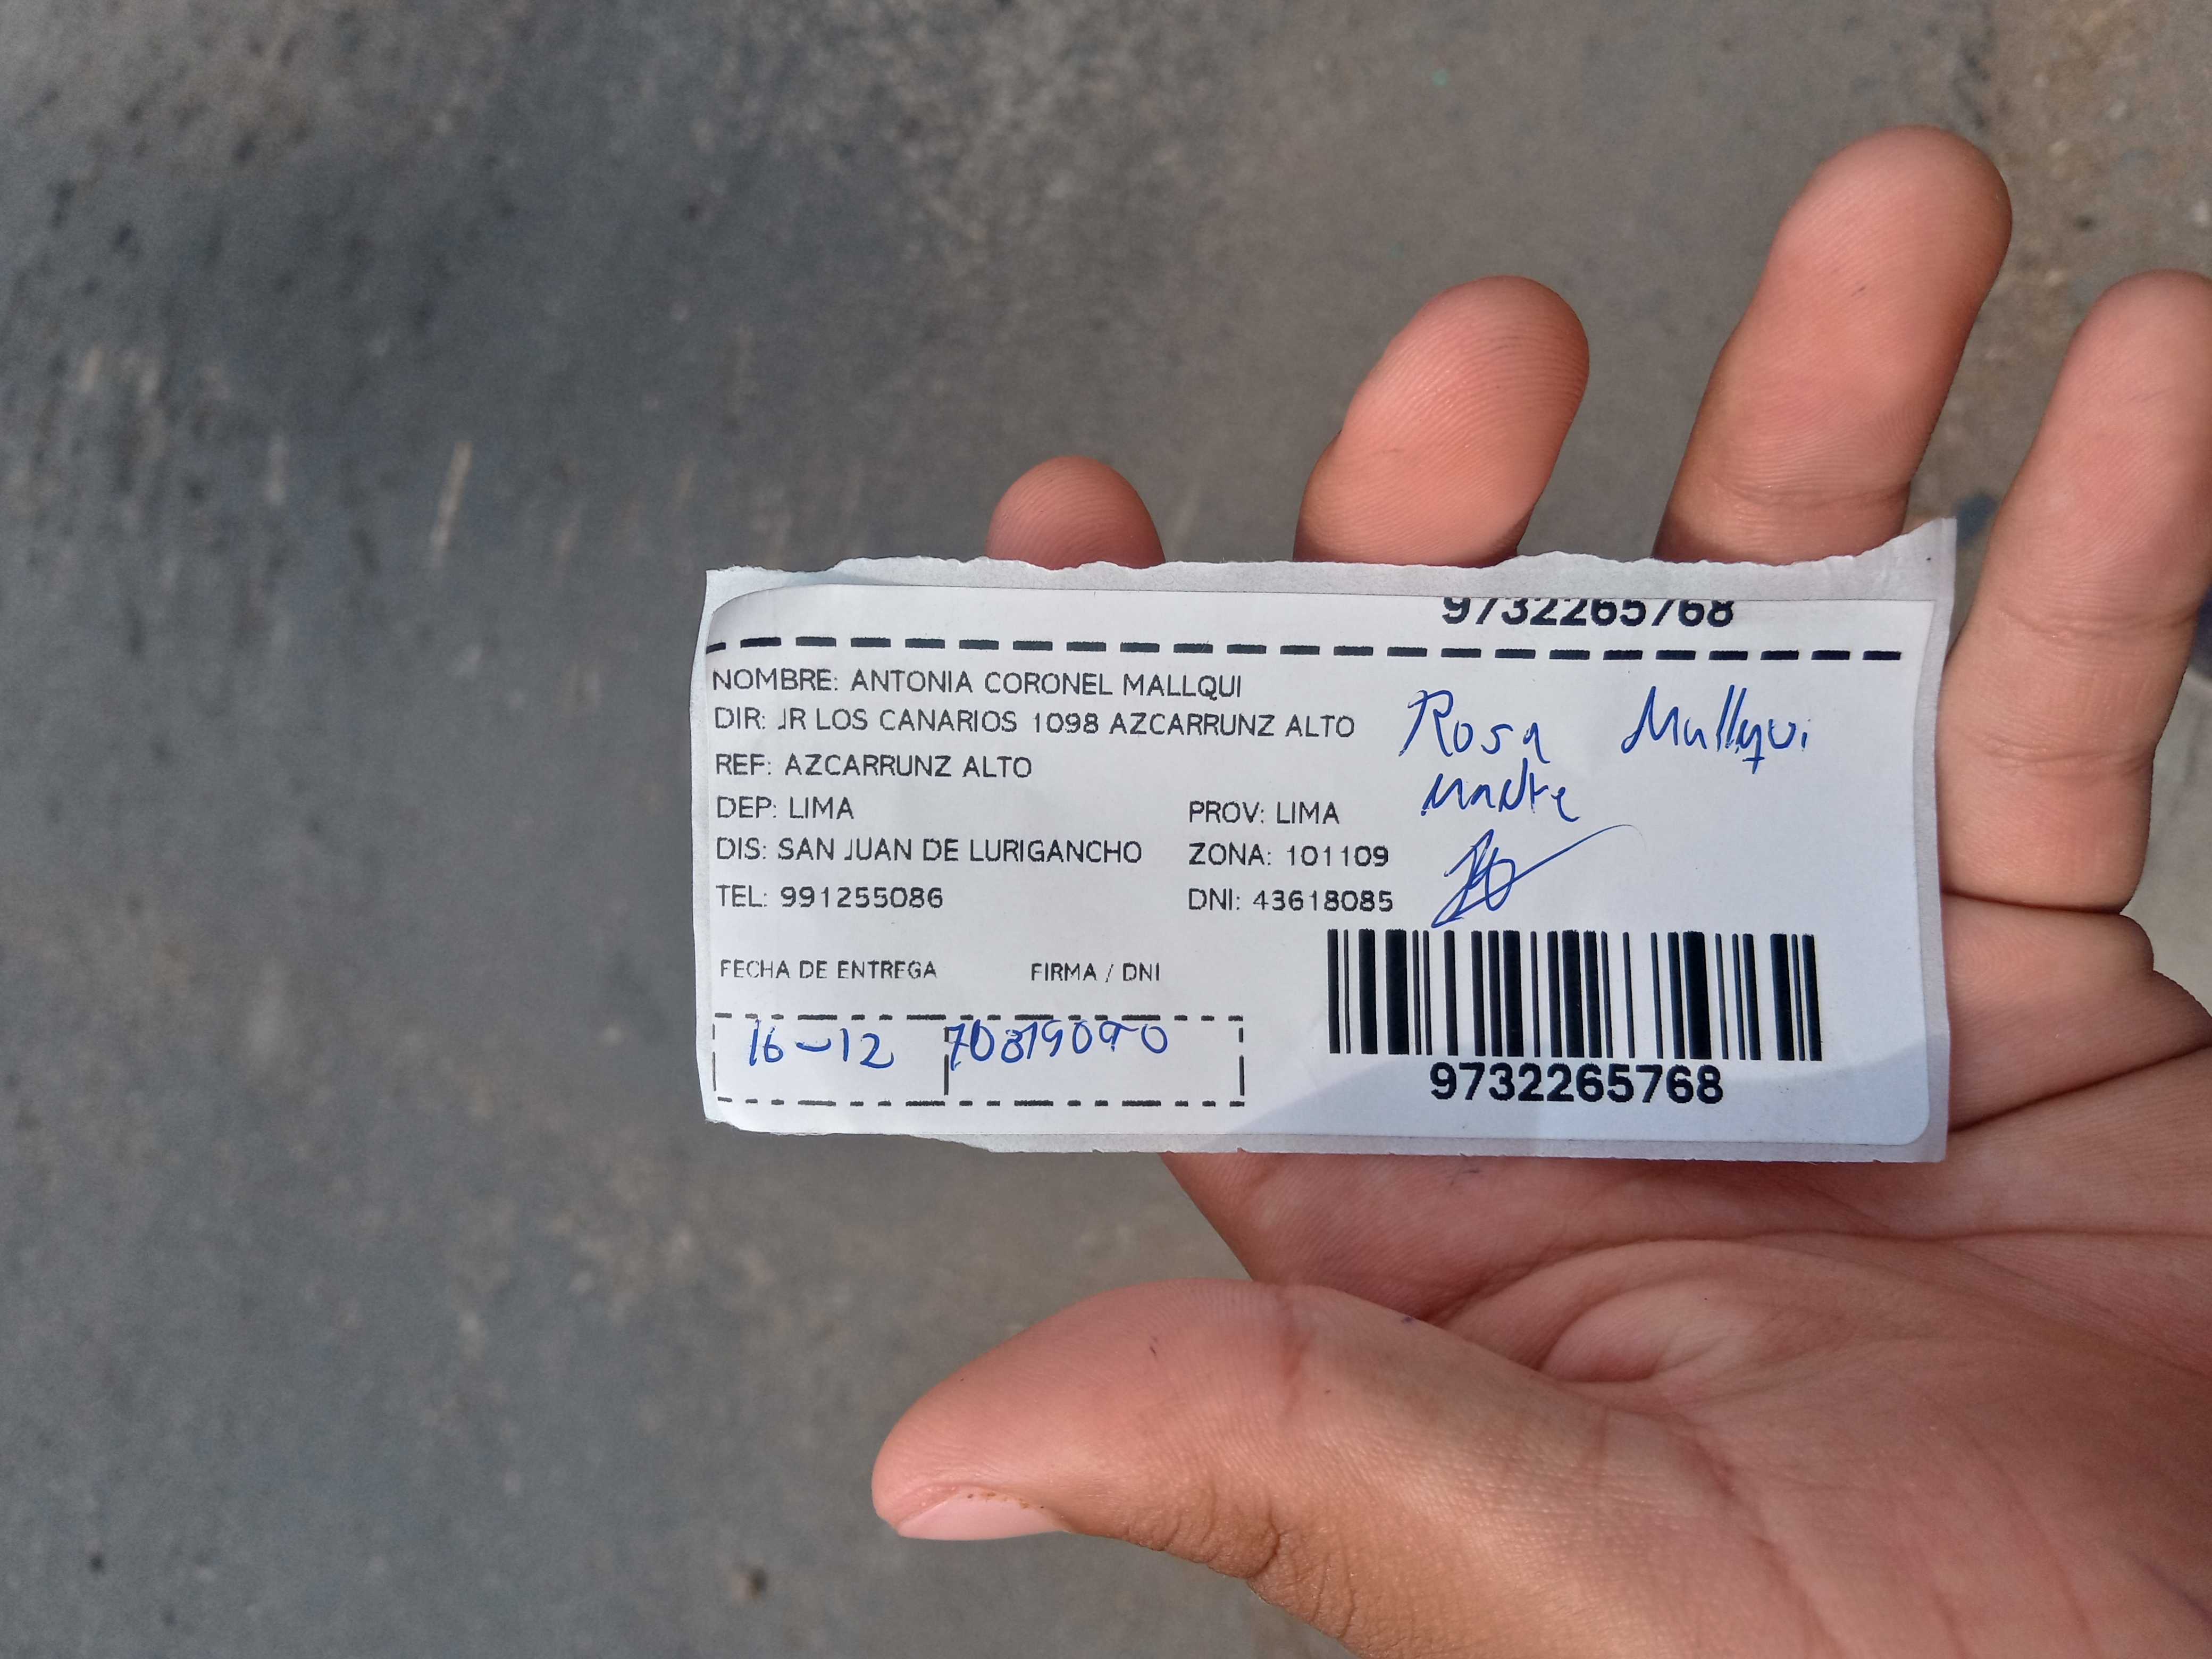 9732265768
NOMBRE: ANTONIA CORONEL MALLQUI
DIR: JR LOS CANARIOS 1098 AZCARRUNZ ALTO
Rosa Mallqui
REF: AZCARRUNZ ALTO
Madre
DEP: LIMA PROV: LIMA
DIS: SAN JUAN DE LURIGANCHO ZONA: 101109
TEL: 991255086 DNI: 43618085
FECHA DE ENTREGA FIRMA / DNI
16-12
9732265768